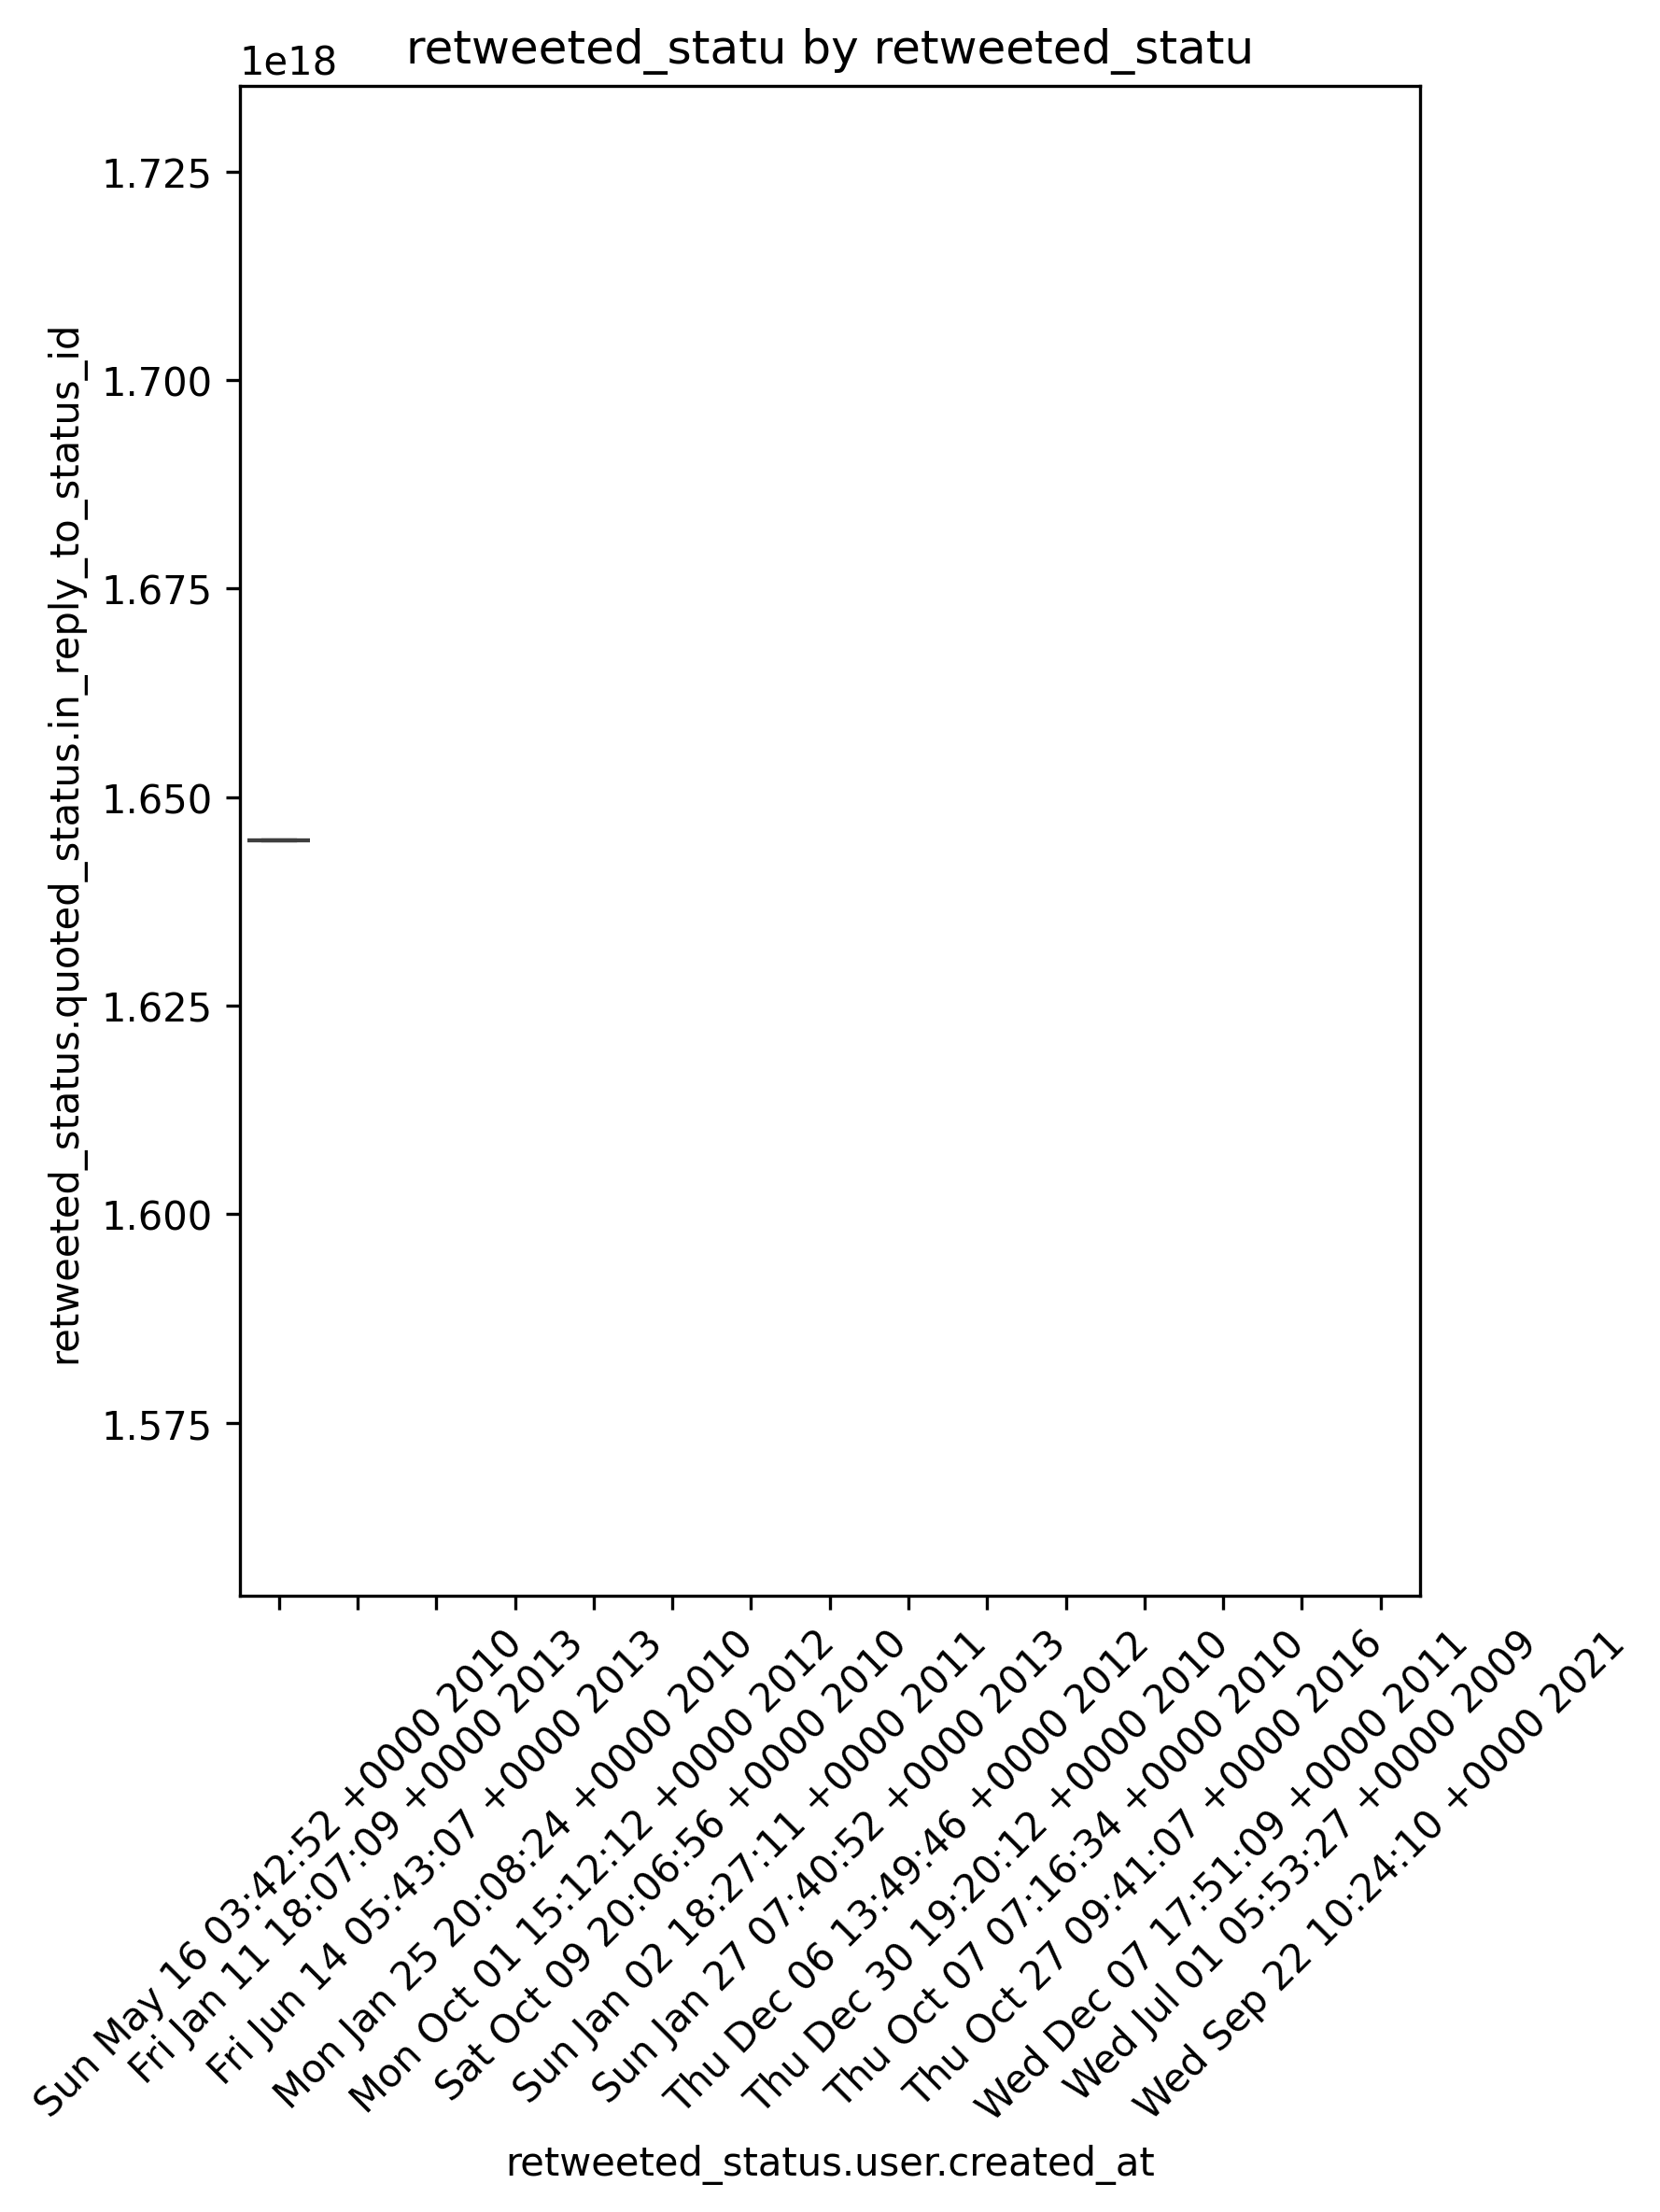 retweeted_statu by retweeted_statu
1e18
1.725
1.700
1.675
1.650
1.625
1.600
1.575
retweeted_status.quoted_status.in_reply_to_status_id
Sun May 16 03:42:52 +0000 2010
Fri Jan 11 18:07:09 +0000 2013
Fri Jun 14 05:43:07 +0000 2013
Mon Jan 25 20:08:24 +0000 2010
Mon Oct 01 15:12:12 +0000 2012
Sat Oct 09 20:06:56 +0000 2010
Sun Jan 02 18:27:11 +0000 2011
Sun Jan 27 07:40:52 +0000 2013
Thu Dec 06 13:49:46 +0000 2012
Thu Dec 30 19:20:12 +0000 2010
Thu Oct 07 07:16:34 +0000 2010
Thu Oct 27 09:41:07 +0000 2016
Wed Dec 07 17:51:09 +0000 2011
Wed Jul 01 05:53:27 +0000 2009
Wed Sep 22 10:24:10 +0000 2021
retweeted_status.user.created_at